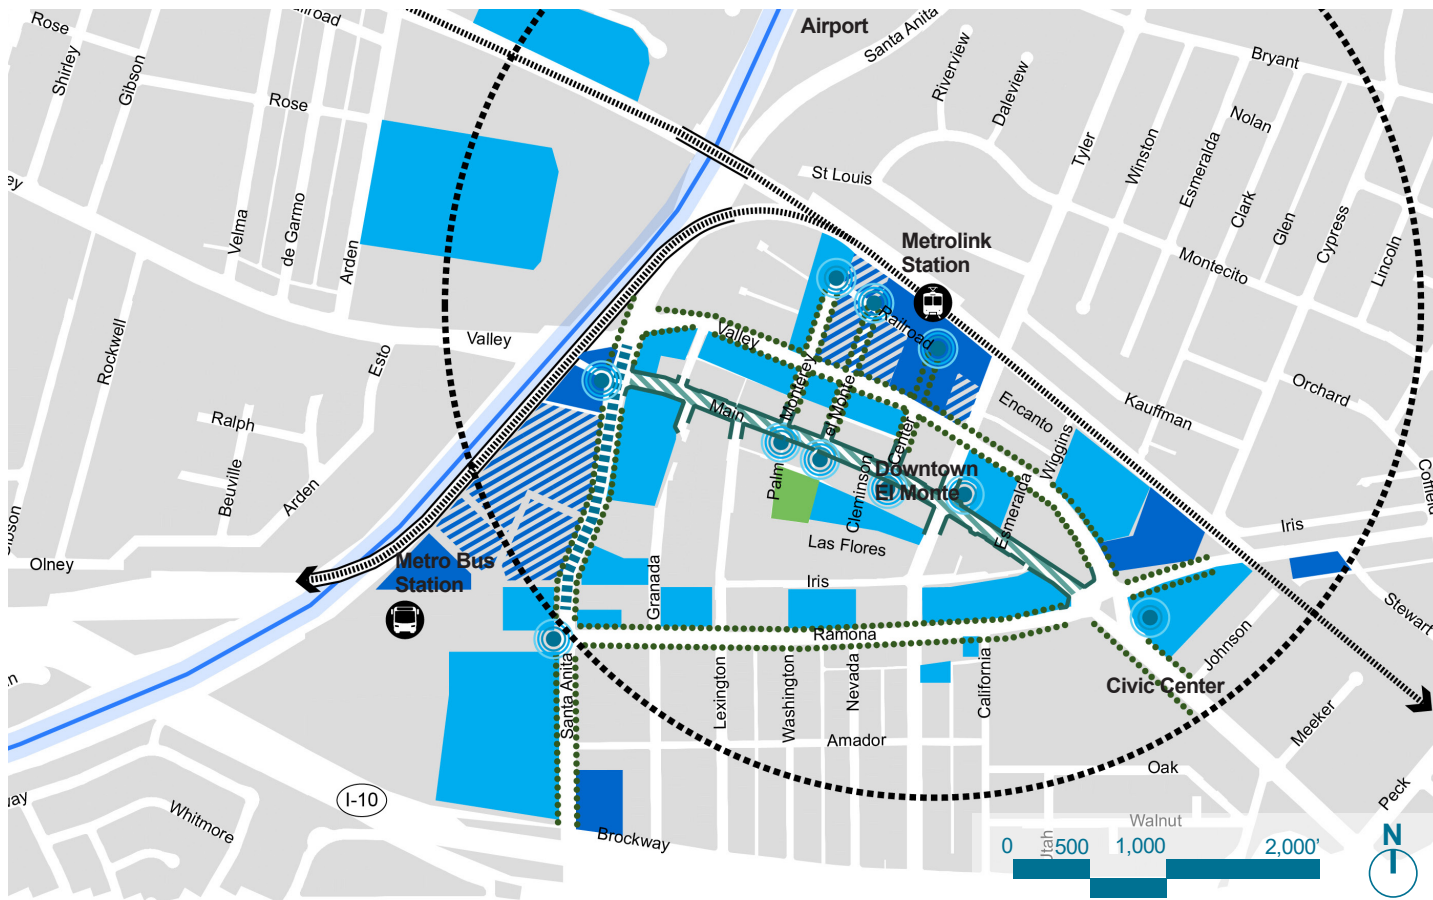 Airport
Rose
Railroad
Santa Anita
Shirley
Gibson
Riverview
Daleview
Bryant
Rose
Nolan
Tyler
Winston
Esmeralda
Clark
Glen
Cypress
Lincoln
St Louis
Velma
de Garmo
Arden
Metrolink
Station
Montecito
Railroad
Valley
Valley
Rockwell
Esto
Orchard
Kauffman
Encanto
Wiggins
Monterey
el Monte
Main
Center
Ralph
Beuville
Arden
Palm
Cleminson
Downtown
El Monte
Esmeralda
Coffield
Iris
Gibson
Olney
Las Flores
Metro Bus
Station
Granada
Iris
Stewart
Ramona
Johnson
Santa Anita
Lexington
Washington
Nevada
California
Civic Center
Meeker
Amador
Oak
Peck
I-10
Whitmore
Brockway
Walnut
Utah
0 500 1,000 2,000’
N